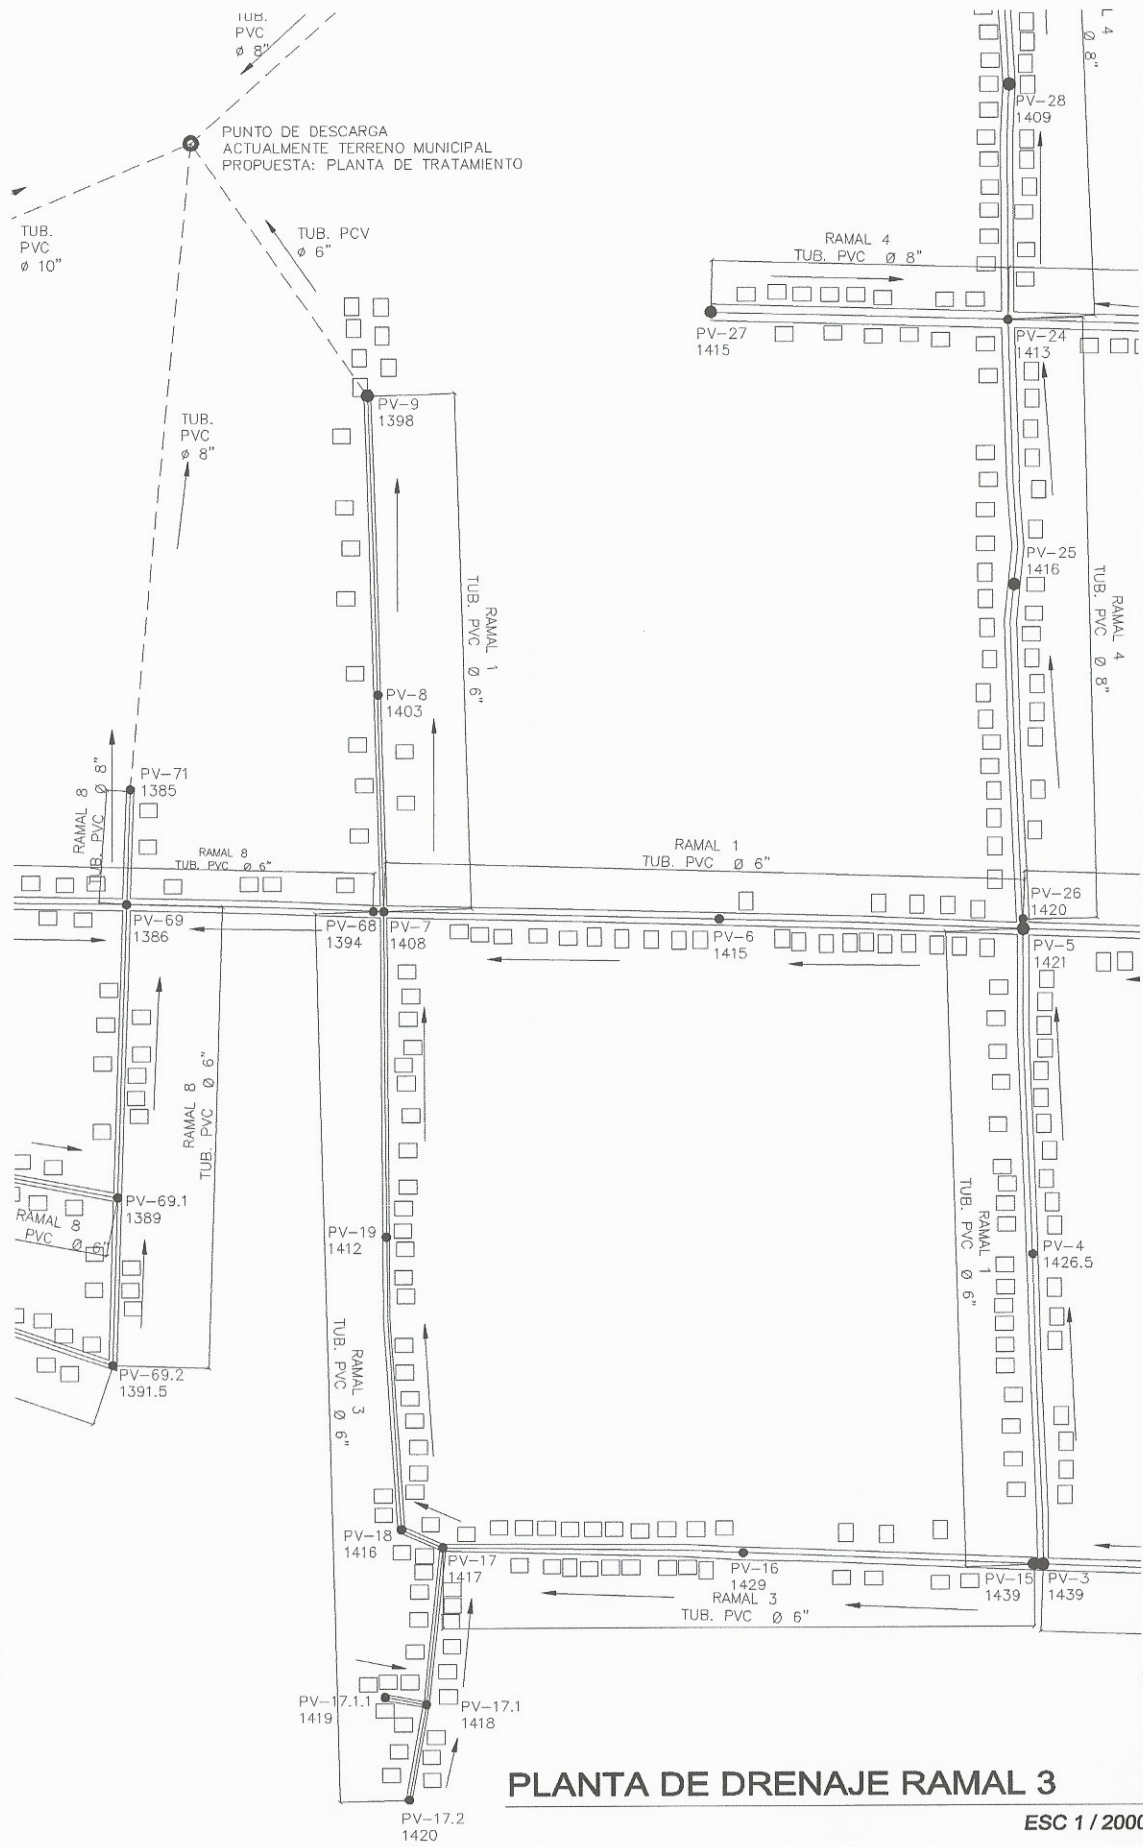 TUB.
PVC
ø 8"
PUNTO DE DESCARGA
ACTUALMENTE TERRENO MUNICIPAL
PROPUESTA: PLANTA DE TRATAMIENTO
TUB.
PVC
ø 10"
TUB. PCV
ø 6"
L 4
Ø 8"
PV-28
1409
RAMAL 4
TUB. PVC Ø 8"
PV-27
1415
PV-24
1413
PV-9
1398
TUB.
PVC
ø 8"
PV-25
1416
RAMAL 4
TUB. PVC Ø 8"
RAMAL 1
TUB. PVC Ø 6"
PV-8
1403
PV-71
1385
RAMAL 8
TUB. PVC Ø 8"
RAMAL 8
TUB. PVC Ø 6"
RAMAL 1
TUB. PVC Ø 6"
PV-69
1386
PV-68
1394
PV-7
1408
PV-6
1415
PV-26
1420
PV-5
1421
RAMAL 8
TUB. PVC Ø 6"
PV-69.1
1389
RAMAL 8
PVC Ø 6"
PV-19
1412
RAMAL 1
TUB. PVC Ø 6"
PV-4
1426.5
PV-69.2
1391.5
RAMAL 3
TUB. PVC Ø 6"
PV-18
1416
PV-17
1417
PV-16
1429
RAMAL 3
TUB. PVC Ø 6"
PV-15
1439
PV-3
1439
PV-17.1.1
1419
PV-17.1
1418
PV-17.2
1420
PLANTA DE DRENAJE RAMAL 3
ESC 1 / 2000